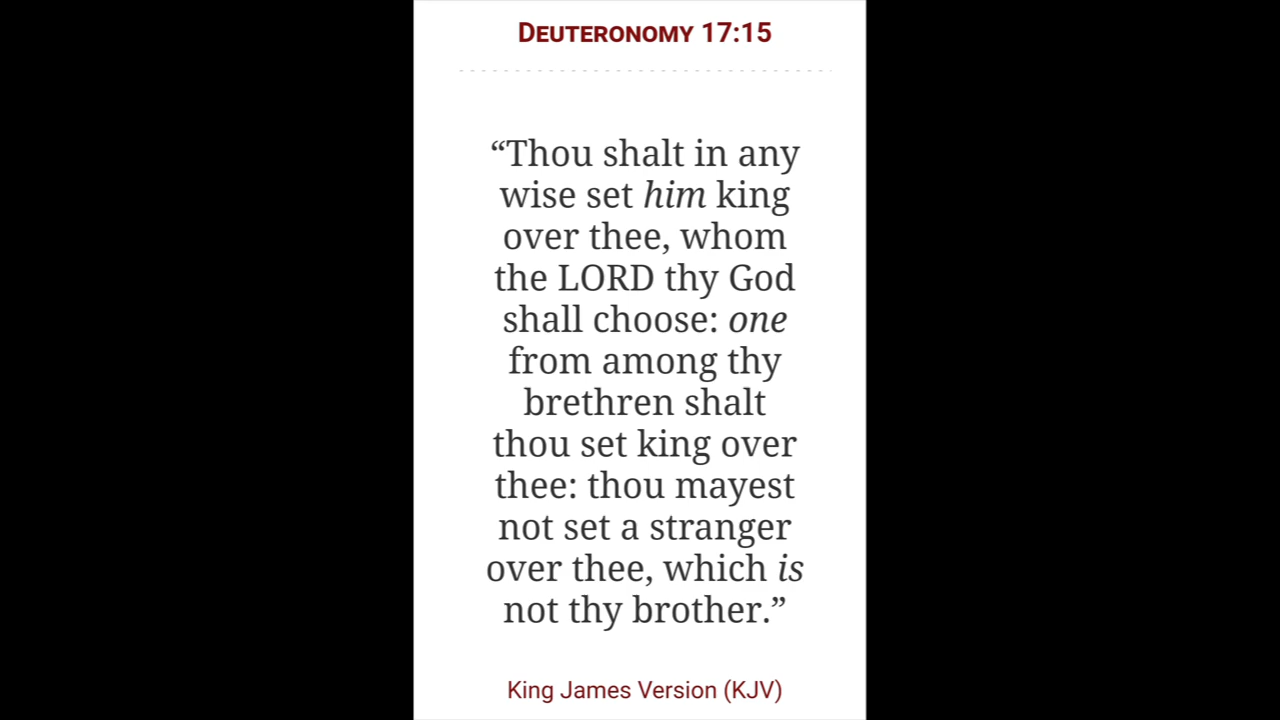 DEUTERONOMY 17:15
“Thou shalt in any
wise set him king
over thee, whom
the LORD thy God
shall choose: one
from among thy
brethren shalt
thou set king over
thee: thou mayest
not set a stranger
over thee, which is
not thy brother.”
King James Version (KJV)